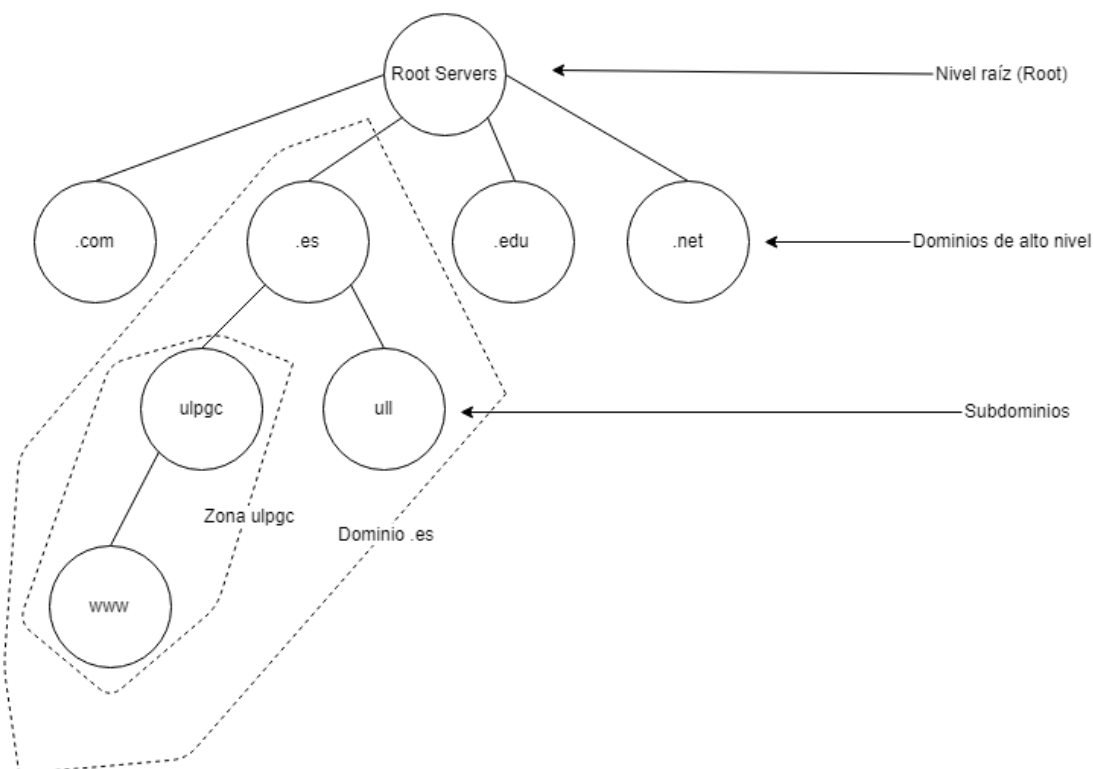 Root Servers
Nivel raíz (Root)
.com
.es
.edu
.net
Dominios de alto nivel
ulpgc
ull
Subdominios
Zona ulpgc
Dominio .es
www